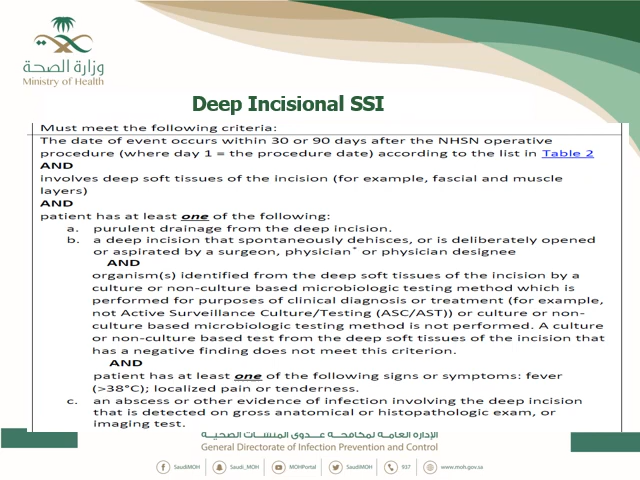 وزارة الصحة
Ministry of Health
Deep Incisional SSI
Must meet the following criteria:
The date of event occurs within 30 or 90 days after the NHSN operative
procedure (where day 1 = the procedure date) according to the list in Table 2
AND
involves deep soft tissues of the incision (for example, fascial and muscle
layers)
AND
patient has at least one of the following:
a. purulent drainage from the deep incision.
b. a deep incision that spontaneously dehisces, or is deliberately opened
or aspirated by a surgeon, physician* or physician designee
AND
organism(s) identified from the deep soft tissues of the incision by a
culture or non-culture based microbiologic testing method which is
performed for purposes of clinical diagnosis or treatment (for example,
not Active Surveillance Culture/Testing (ASC/AST)) or culture or non-
culture based microbiologic testing method is not performed. A culture
or non-culture based test from the deep soft tissues of the incision that
has a negative finding does not meet this criterion.
AND
patient has at least one of the following signs or symptoms: fever
(>38°C); localized pain or tenderness.
c. an abscess or other evidence of infection involving the deep incision
that is detected on gross anatomical or histopathologic exam, or
imaging test.
الإدارة العامة لمكافحة عدوى المنشآت الصحية
General Directorate of Infection Prevention and Control
SaudiMOH Saudi_MOH MOHPortal SaudiMOH 937 www.moh.gov.sa